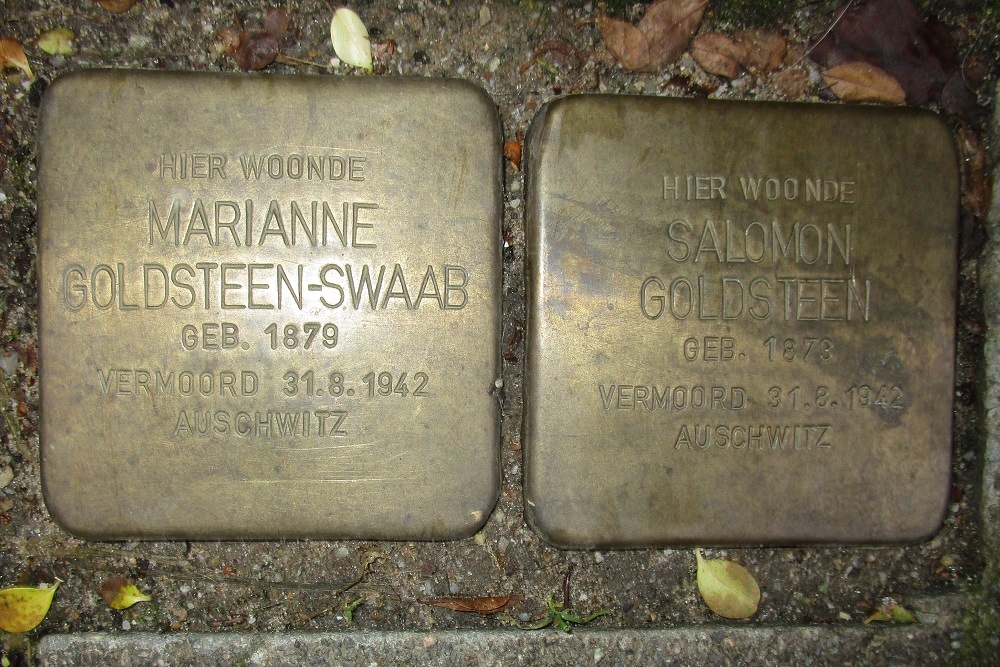 HIER WOONDE
MARIANNE
GOLDSTEEN-SWAAB
GEB. 1879
VERMOORD 31.8.1942
AUSCHWITZ
HIER WOONDE
SALOMON
GOLDSTEEN
GEB. 1873
VERMOORD 31.8.1942
AUSCHWITZ